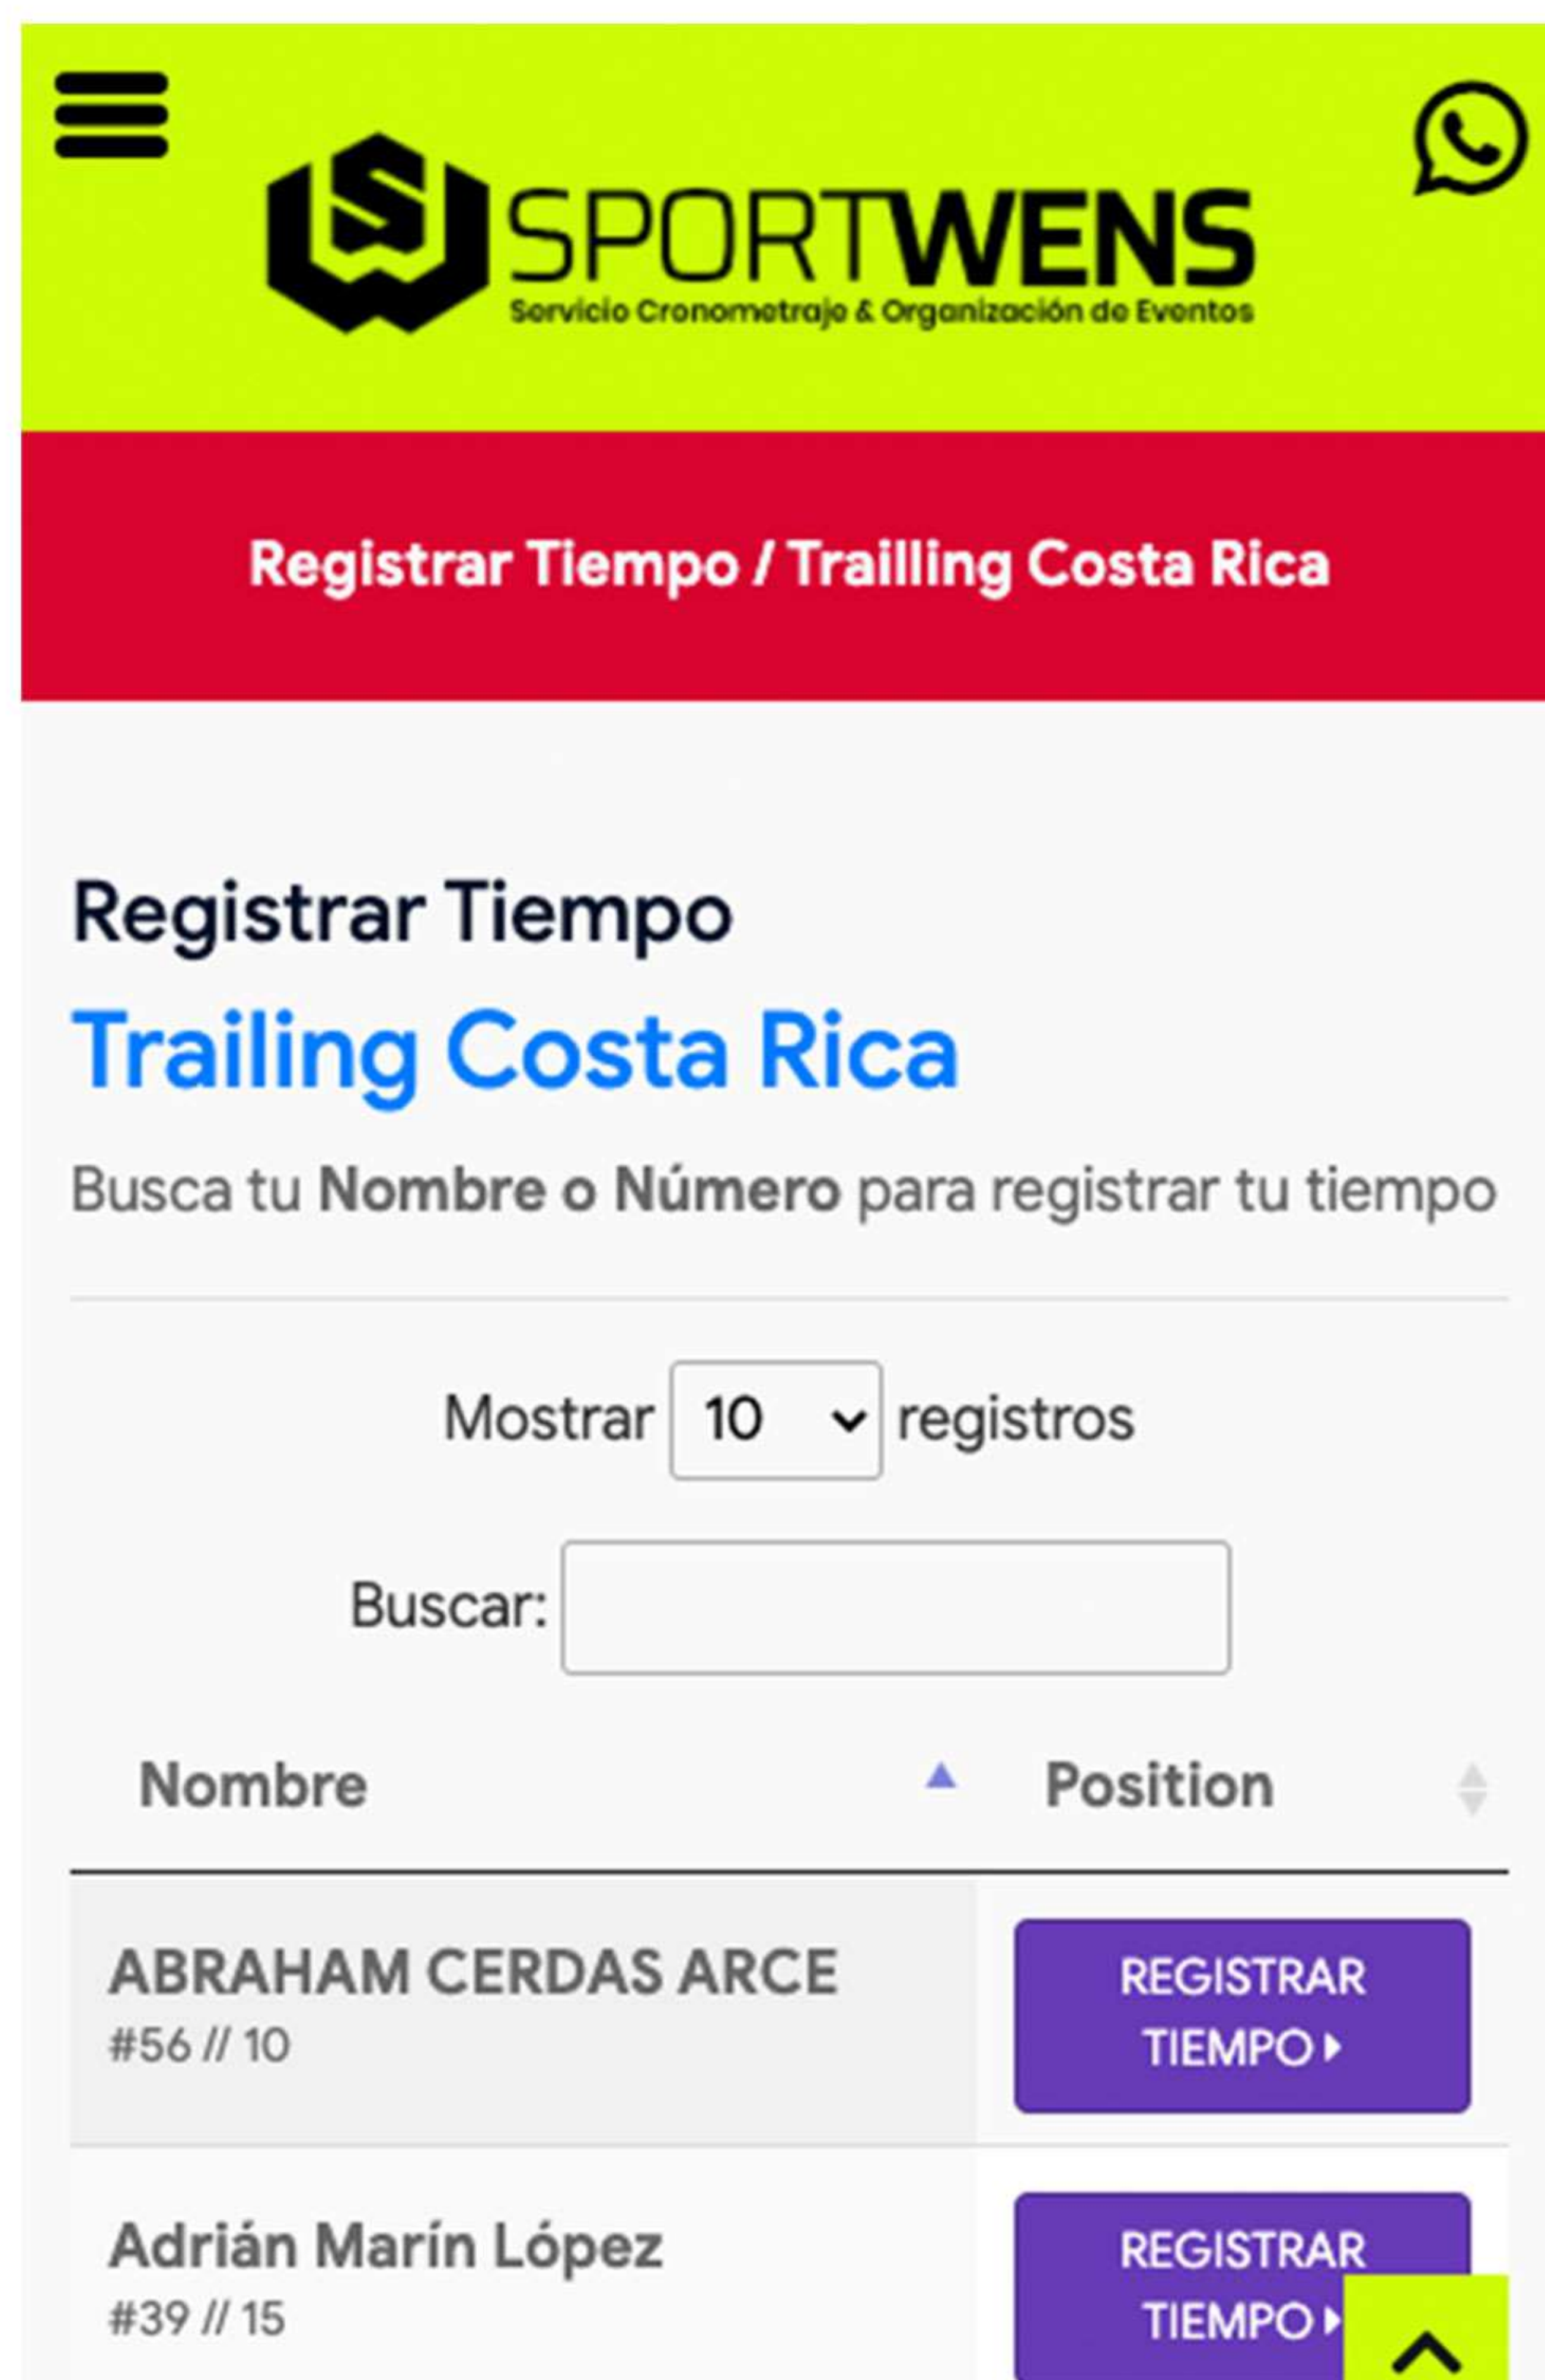 SPORTWENS
Servicio Cronometraje & Organización de Eventos
Registrar Tiempo / Trailling Costa Rica
Registrar Tiempo
Trailing Costa Rica
Busca tu Nombre o Número para registrar tu tiempo
Mostrar 10 registros
Buscar:
Nombre Position
ABRAHAM CERDAS ARCE
#56 // 10
REGISTRAR
TIEMPO
Adrián Marín López
#39 // 15
REGISTRAR
TIEMPO